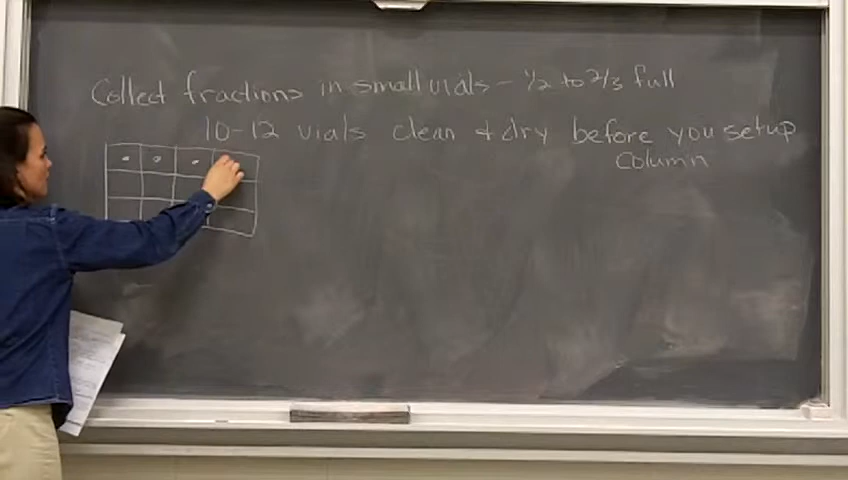 Collect fractions in small vials - 1/2 to 2/3 full
10-12 vials clean & dry before you setup
column